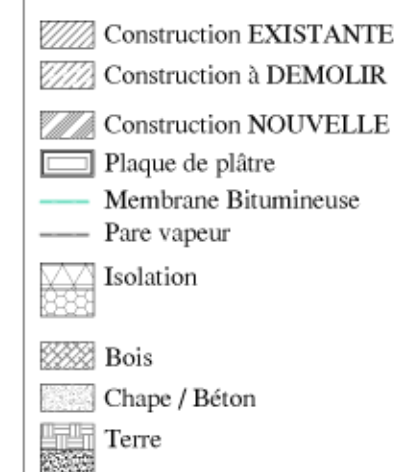 Construction EXISTANTE
Construction à DEMOLIR
Construction NOUVELLE
Plaque de plâtre
Membrane Bitumineuse
Pare vapeur
Isolation
Bois
Chape / Béton
Terre